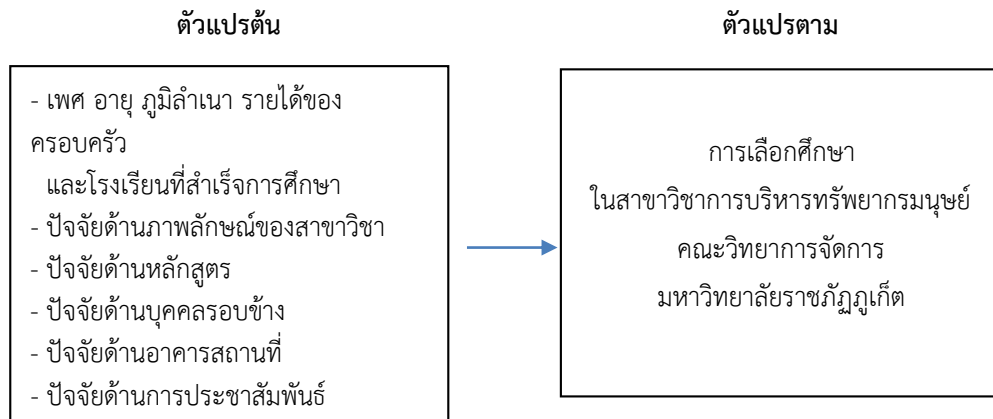 ตัวแปรต้น
- เพศ อายุ ภูมิลำเนา รายได้ของ
ครอบครัว
และโรงเรียนที่สำเร็จการศึกษา
- ปัจจัยด้านภาพลักษณ์ของสาขาวิชา
- ปัจจัยด้านหลักสูตร
- ปัจจัยด้านบุคคลรอบข้าง
- ปัจจัยด้านอาคารสถานที่
- ปัจจัยด้านการประชาสัมพันธ์
ตัวแปรตาม
การเลือกศึกษา
ในสาขาวิชาการบริหารทรัพยากรมนุษย์
คณะวิทยาการจัดการ
มหาวิทยาลัยราชภัฏภูเก็ต